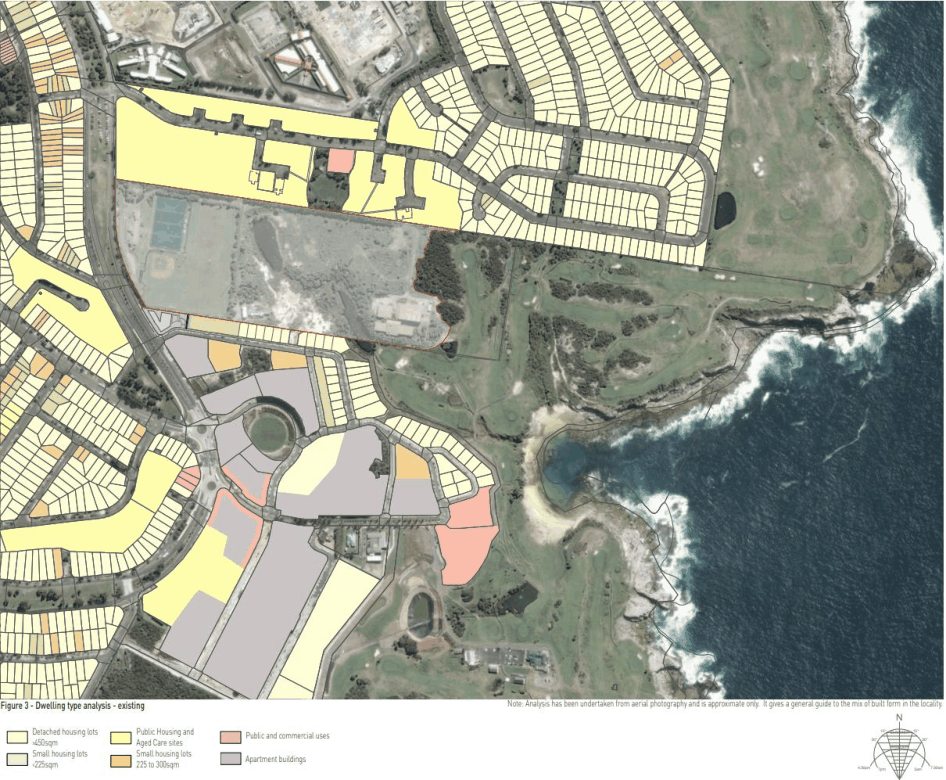 Figure 3 - Dwelling type analysis - existing
Note: Analysis has been undertaken from aerial photography and is approximate only. It gives a general guide to the mix of built form in the locality.
Detached housing lots
>450sqm
Small housing lots
<225sqm
Public Housing and
Aged Care sites
Small housing lots
225 to 300sqm
Public and commercial uses
Apartment buildings
N